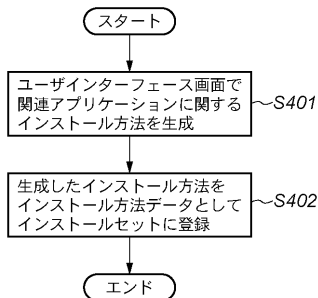 スタート
ユーザインターフェース画面で
関連アプリケーションに関する
インストール方法を生成
S401
生成したインストール方法を
インストール方法データとして
インストールセットに登録
S402
エンド